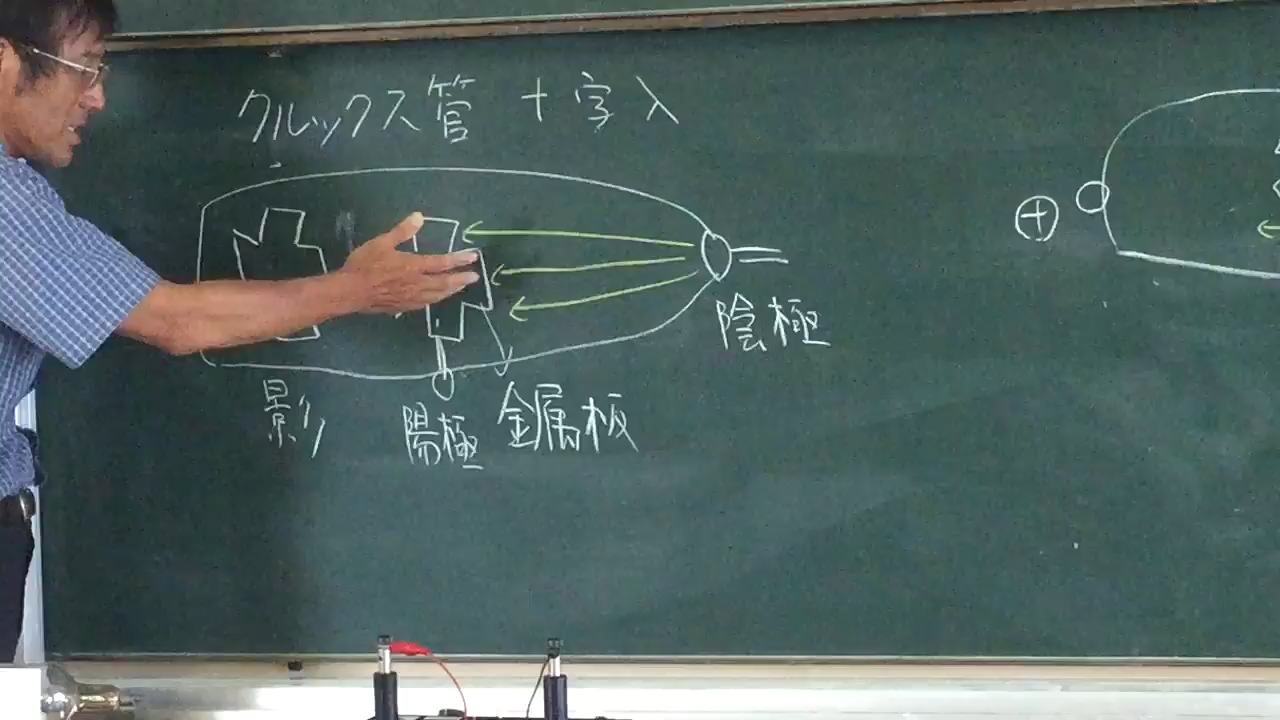 クルックス管 十字入
⊕
陰極
影
陽極 金属板